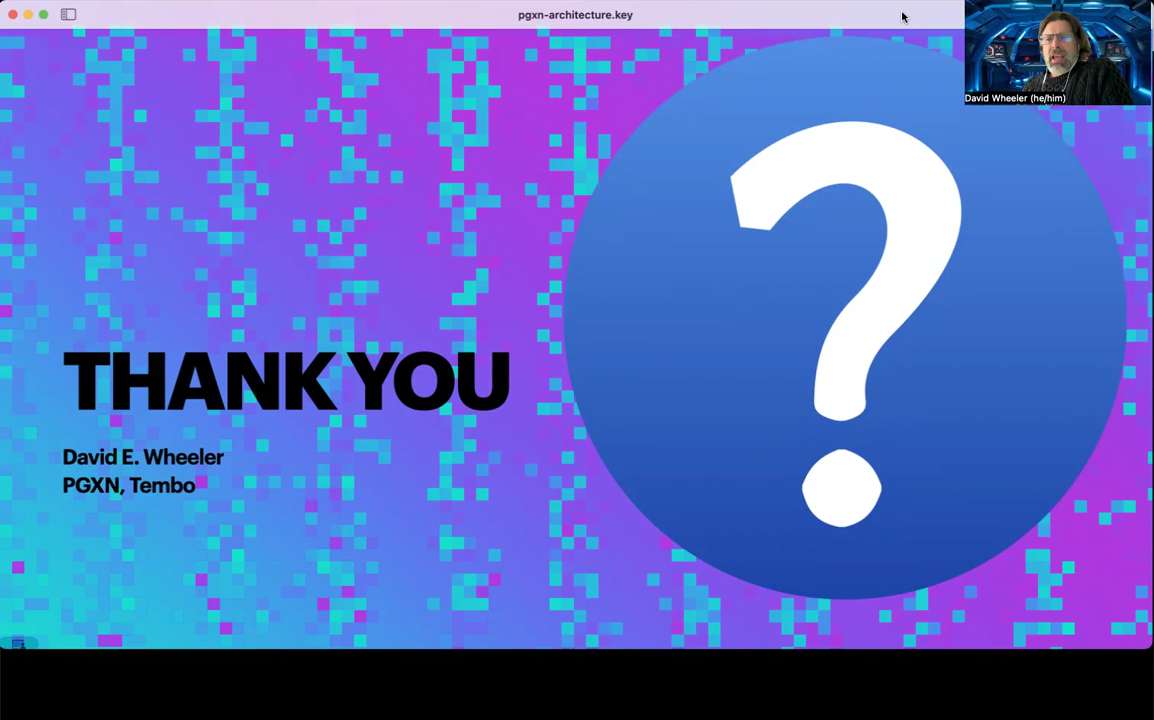 pgxn-architecture.key
David Wheeler (he/him)
?
THANK YOU
David E. Wheeler
PGXN, Tembo